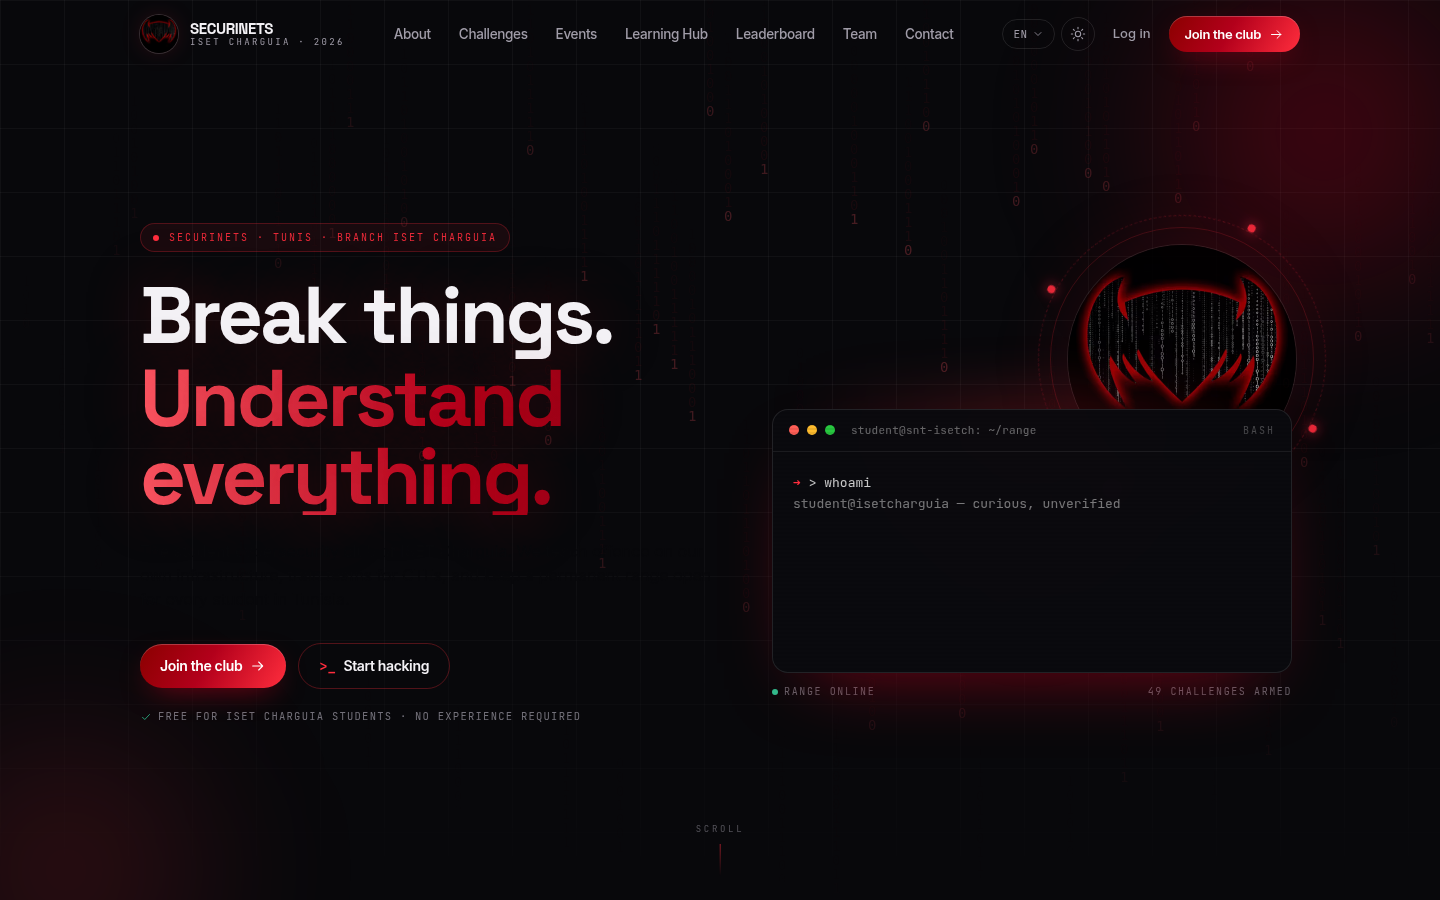 SECURINETS
ISET CHARGUIA · 2026
About
Challenges
Events
Learning Hub
Leaderboard
Team
Contact
EN
Log in
Join the club →
SECURINETS · TUNIS · BRANCH ISET CHARGUIA
Break things.
Understand
everything.
student@snt-isetch: ~/range
BASH
→ > whoami
student@isetcharguia — curious, unverified
RANGE ONLINE
49 CHALLENGES ARMED
Join the club →
>_ Start hacking
✓ FREE FOR ISET CHARGUIA STUDENTS · NO EXPERIENCE REQUIRED
SCROLL